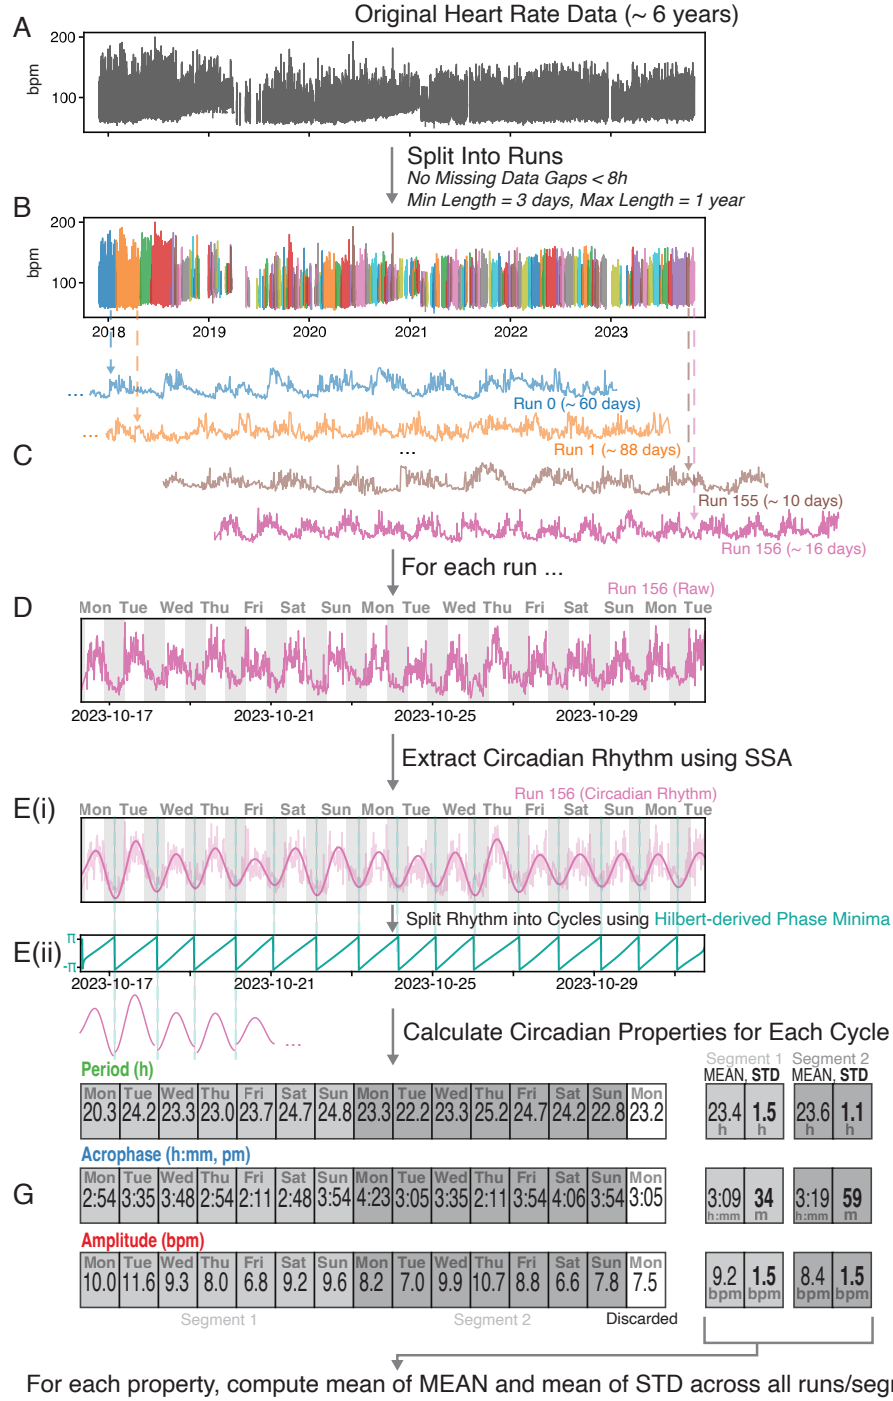 A
Original Heart Rate Data (~ 6 years)
200
100
bpm
2018 2019 2020 2021 2022 2023
Split Into Runs
No Missing Data Gaps < 8h
Min Length = 3 days, Max Length = 1 year
B
200
100
bpm
2018 2019 2020 2021 2022 2023
...
Run 0 (~ 60 days)
...
Run 1 (~ 88 days)
...
C
Run 155 (~ 10 days)
Run 156 (~ 16 days)
For each run ...
Run 156 (Raw)
D
Mon Tue Wed Thu Fri Sat Sun Mon Tue Wed Thu Fri Sat Sun Mon Tue
2023-10-17 2023-10-21 2023-10-25 2023-10-29
Extract Circadian Rhythm using SSA
Run 156 (Circadian Rhythm)
E(i)
Mon Tue Wed Thu Fri Sat Sun Mon Tue Wed Thu Fri Sat Sun Mon Tue
Split Rhythm into Cycles using Hilbert-derived Phase Minima
E(ii)
π
-π
2023-10-17 2023-10-21 2023-10-25 2023-10-29
...
Calculate Circadian Properties for Each Cycle
Segment 1 Segment 2
MEAN, STD MEAN, STD
Period (h)
Mon Tue Wed Thu Fri Sat Sun Mon Tue Wed Thu Fri Sat Sun Mon
20.3 24.2 23.3 23.0 23.7 24.7 24.8 23.3 22.2 23.3 25.2 24.7 24.2 22.8 23.2
23.4 1.5 23.6 1.1
h h h h
Acrophase (h:mm, pm)
G
Mon Tue Wed Thu Fri Sat Sun Mon Tue Wed Thu Fri Sat Sun Mon
2:54 3:35 3:48 2:54 2:11 2:48 3:54 4:23 3:05 3:35 2:11 3:54 4:06 3:54 3:05
3:09 34 3:19 59
h:mm m h:mm m
Amplitude (bpm)
Mon Tue Wed Thu Fri Sat Sun Mon Tue Wed Thu Fri Sat Sun Mon
10.0 11.6 9.3 8.0 6.8 9.2 9.6 8.2 7.0 9.9 10.7 8.8 6.6 7.8 7.5
9.2 1.5 8.4 1.5
bpm bpm bpm bpm
Segment 1 Segment 2 Discarded
For each property, compute mean of MEAN and mean of STD across all runs/segr